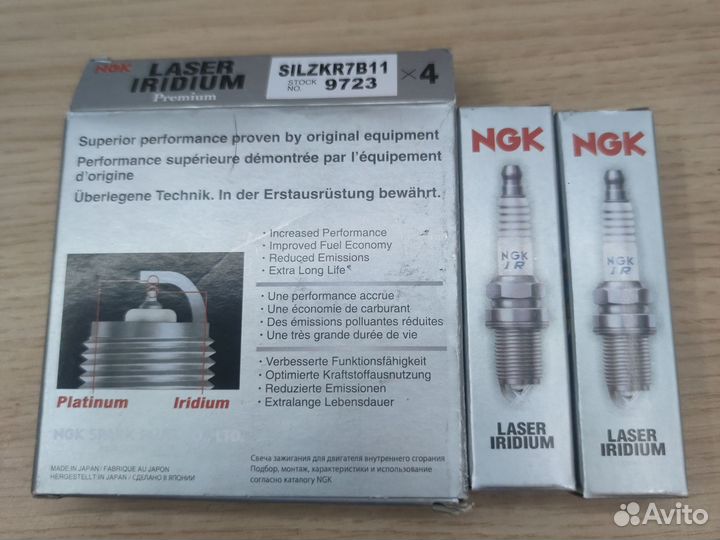 NGK LASER IRIDIUM Premium
SILZKR7B11
STOCK NO. 9723
×4
Superior performance proven by original equipment
Performance supérieure démontrée par l'équipement
d'origine
Überlegene Technik. In der Erstausrüstung bewährt.
• Increased Performance
• Improved Fuel Economy
• Reduced Emissions
• Extra Long Life
• Une performance accrue
• Une économie de carburant
• Des émissions polluantes réduites
• Une très grande durée de vie
• Verbesserte Funktionsfähigkeit
• Optimierte Kraftstoffausnutzung
• Reduzierte Emissionen
• Extralange Lebensdauer
Platinum Iridium
NGK SPARK PLUG CO., LTD.
MADE IN JAPAN / FABRIQUE AU JAPON
HERGESTELLT IN JAPAN / СДЕЛАНО В ЯПОНИИ
Свеча зажигания для двигателя внутреннего сгорания
Подбор, монтаж, характеристики и использование
согласно каталогу NGK
NGK
NGK
IR
LASER
IRIDIUM
NGK
NGK
IR
LASER
IRIDIUM
Avito